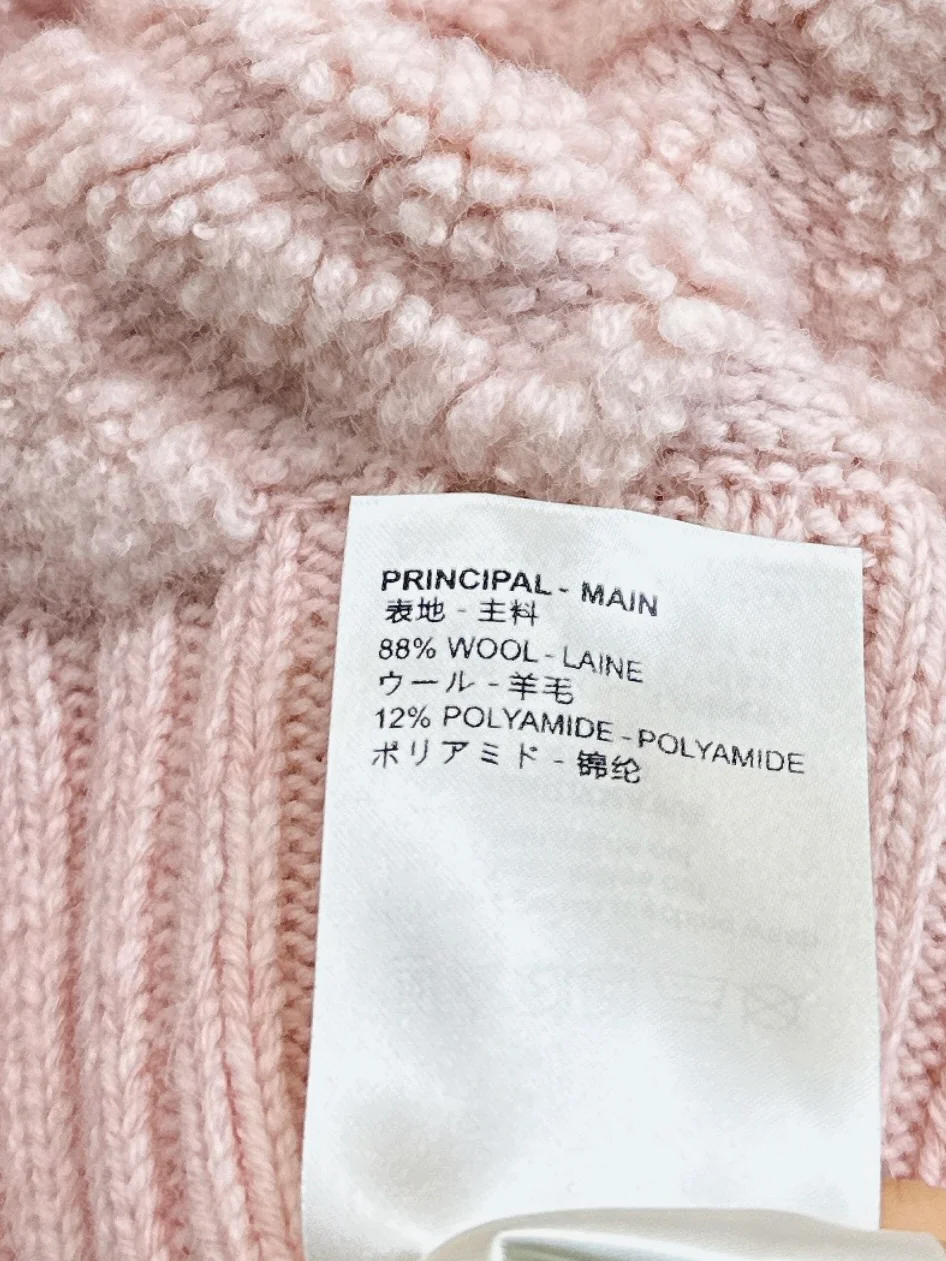 PRINCIPAL - MAIN
表地 - 主料
88% WOOL - LAINE
ウール - 羊毛
12% POLYAMIDE - POLYAMIDE
ポリアミド - 锦纶